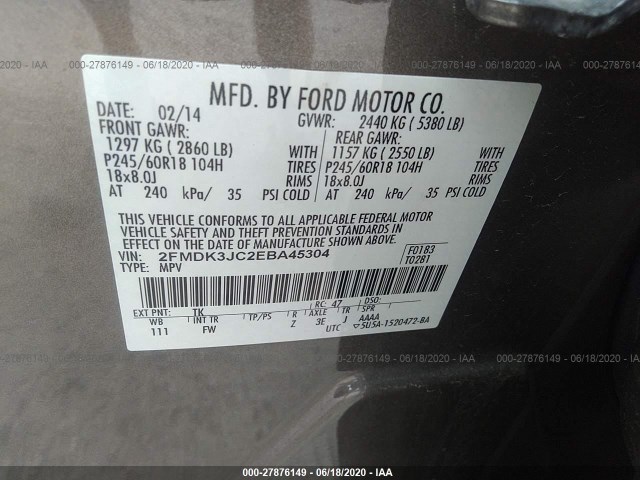 000-27876149 - 06/18/2020 - IAA
MFD. BY FORD MOTOR CO.
DATE: 02/14 GVWR: 2440 KG ( 5380 LB)
FRONT GAWR: REAR GAWR:
1297 KG ( 2860 LB) WITH 1157 KG ( 2550 LB) WITH
P245/60R18 104H TIRES P245/60R18 104H TIRES
18x8.0J RIMS 18x8.0J RIMS
AT 240 kPa/ 35 PSI COLD AT 240 kPa/ 35 PSI COLD
THIS VEHICLE CONFORMS TO ALL APPLICABLE FEDERAL MOTOR
VEHICLE SAFETY AND THEFT PREVENTION STANDARDS IN
EFFECT ON THE DATE OF MANUFACTURE SHOWN ABOVE.
VIN: 2FMDK3JC2EBA45304 F0183
TYPE: MPV T0281
EXT PNT: TK RC: 47 DSO:
WB INT TR TP/PS R AXLE TR SPR
111 FW Z 3E J AAAA
UTC ▽5U5A-1520472-BA
000-27876149 - 06/18/2020 - IAA